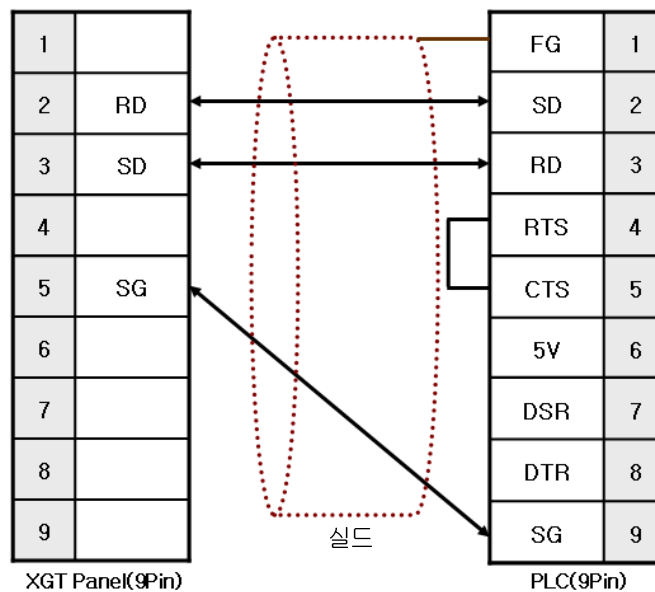 1 FG 1
2 RD SD 2
3 SD RD 3
4 RTS 4
5 SG CTS 5
6 5V 6
7 DSR 7
8 DTR 8
9 SG 9
실드
XGT Panel(9Pin) PLC(9Pin)